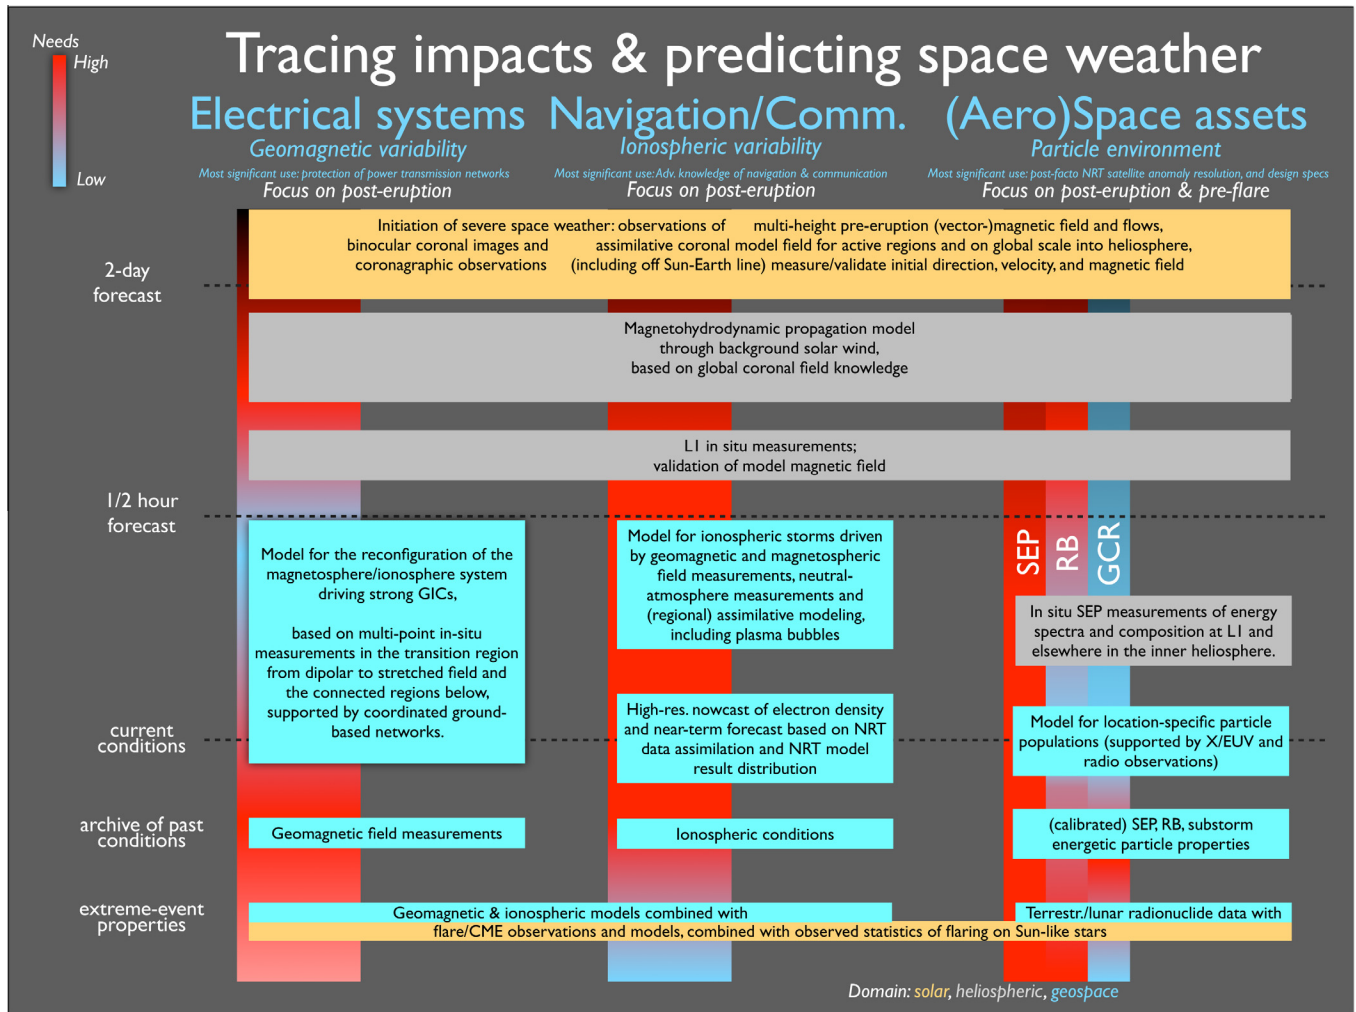 Needs
High
Low
Tracing impacts & predicting space weather
Electrical systems
Geomagnetic variability
Most significant use: protection of power transmission networks
Focus on post-eruption
Navigation/Comm.
Ionospheric variability
Most significant use: Adv. knowledge of navigation & communication
Focus on post-eruption
(Aero)Space assets
Particle environment
Most significant use: post-facto NRT satellite anomaly resolution, and design specs
Focus on post-eruption & pre-flare
2-day
forecast
Initiation of severe space weather: observations of multi-height pre-eruption (vector-)magnetic field and flows,
binocular coronal images and assimilative coronal model field for active regions and on global scale into heliosphere,
coronagraphic observations (including off Sun-Earth line) measure/validate initial direction, velocity, and magnetic field
Magnetohydrodynamic propagation model
through background solar wind,
based on global coronal field knowledge
L1 in situ measurements;
validation of model magnetic field
1/2 hour
forecast
Model for the reconfiguration of the
magnetosphere/ionosphere system
driving strong GICs,
based on multi-point in-situ
measurements in the transition region
from dipolar to stretched field and
the connected regions below,
supported by coordinated ground-
based networks.
Model for ionospheric storms driven
by geomagnetic and magnetospheric
field measurements, neutral-
atmosphere measurements and
(regional) assimilative modeling,
including plasma bubbles
SEP
RB
GCR
In situ SEP measurements of energy
spectra and composition at L1 and
elsewhere in the inner heliosphere.
current
conditions
High-res. nowcast of electron density
and near-term forecast based on NRT
data assimilation and NRT model
result distribution
Model for location-specific particle
populations (supported by X/EUV and
radio observations)
archive of past
conditions
Geomagnetic field measurements
Ionospheric conditions
(calibrated) SEP, RB, substorm
energetic particle properties
extreme-event
properties
Geomagnetic & ionospheric models combined with
Terrestr./lunar radionuclide data with
flare/CME observations and models, combined with observed statistics of flaring on Sun-like stars
Domain: solar, heliospheric, geospace